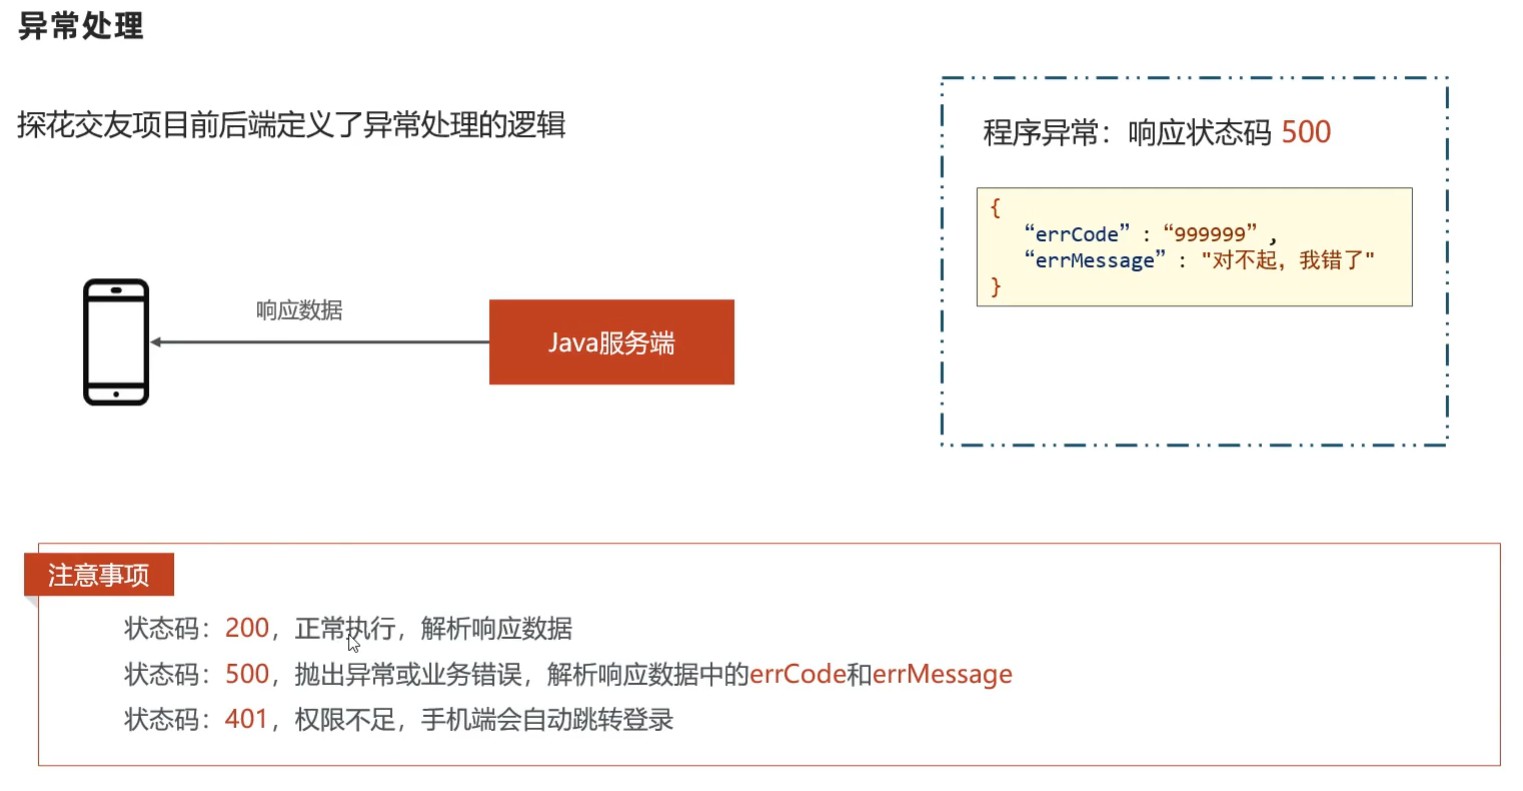 异常处理
探花交友项目前后端定义了异常处理的逻辑
程序异常：响应状态码 500
{
“errCode” : “999999” ,
“errMessage” : "对不起，我错了"
}
响应数据
Java服务端
注意事项
状态码：200，正常执行，解析响应数据
状态码：500，抛出异常或业务错误，解析响应数据中的errCode和errMessage
状态码：401，权限不足，手机端会自动跳转登录